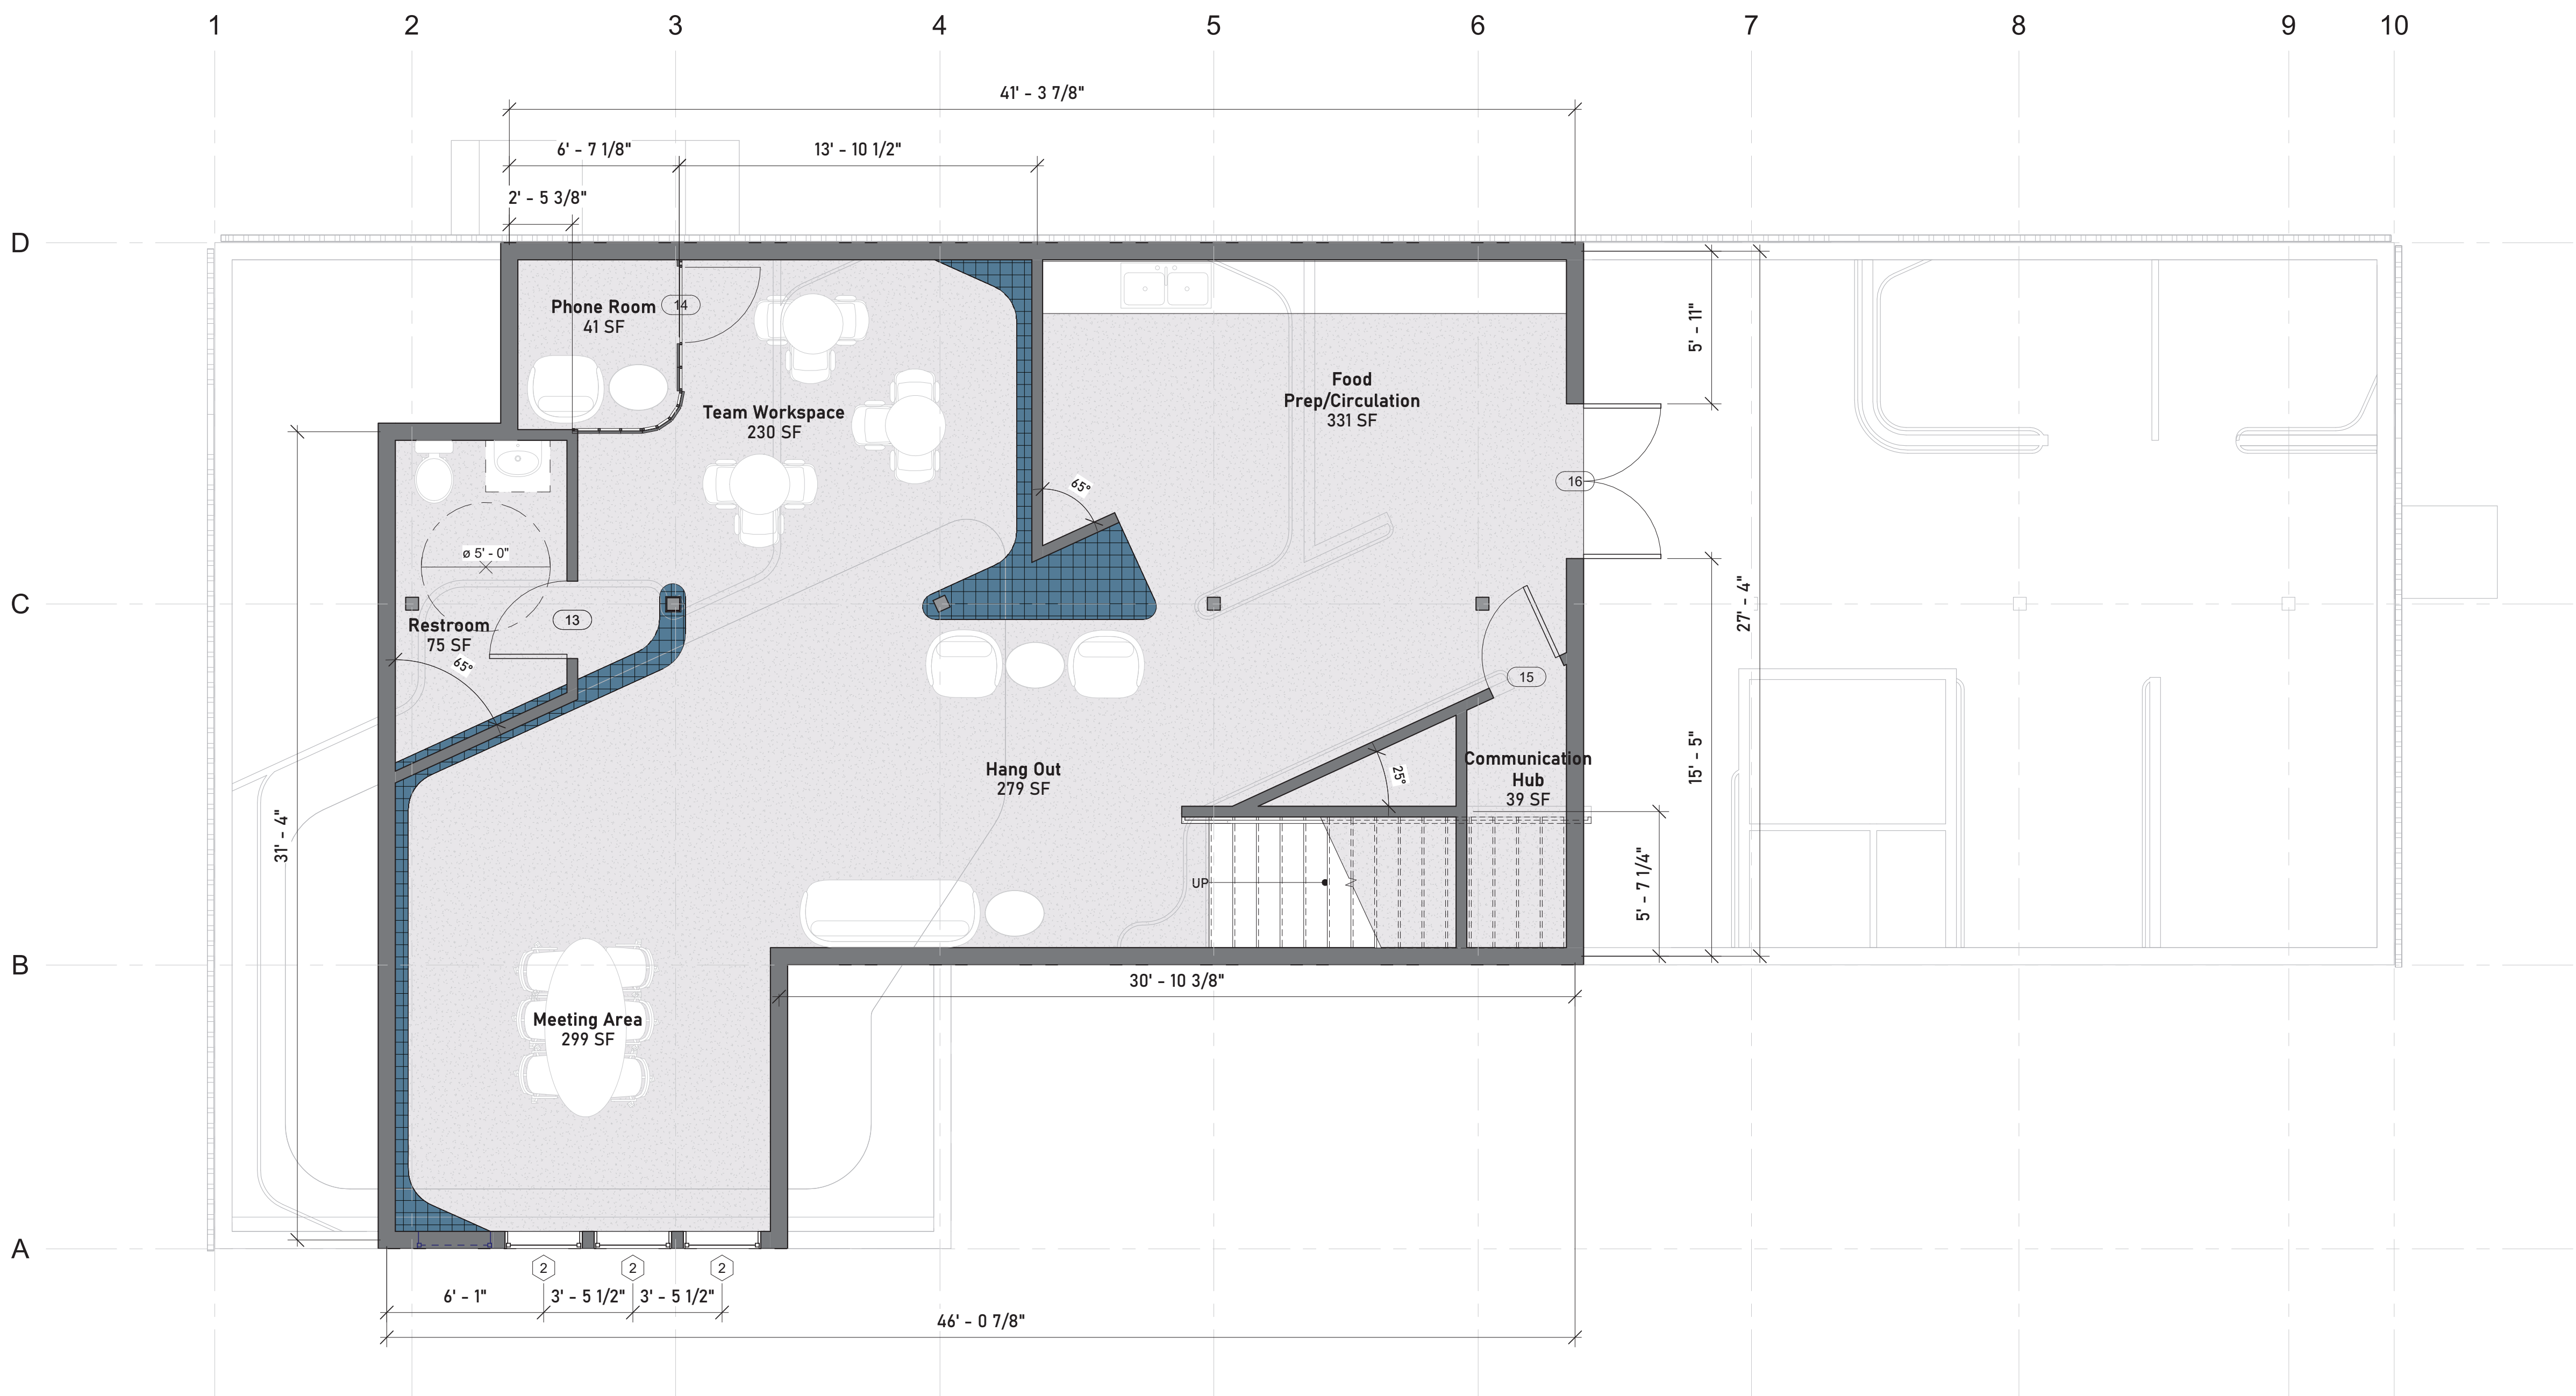 1 2 3 4 5 6 7 8 9 10
41' - 3 7/8"
6' - 7 1/8" 13' - 10 1/2"
2' - 5 3/8"
D
Phone Room
41 SF
14
5' - 11"
Team Workspace
230 SF
Food
Prep/Circulation
331 SF
65°
16
ø 5' - 0"
C
13
Restroom
75 SF
65°
27' - 4"
15
Hang Out
279 SF
Communication
Hub
39 SF
25°
15' - 5"
31' - 4"
UP
5' - 7 1/4"
B
30' - 10 3/8"
Meeting Area
299 SF
A
2 2 2
6' - 1" 3' - 5 1/2" 3' - 5 1/2"
46' - 0 7/8"